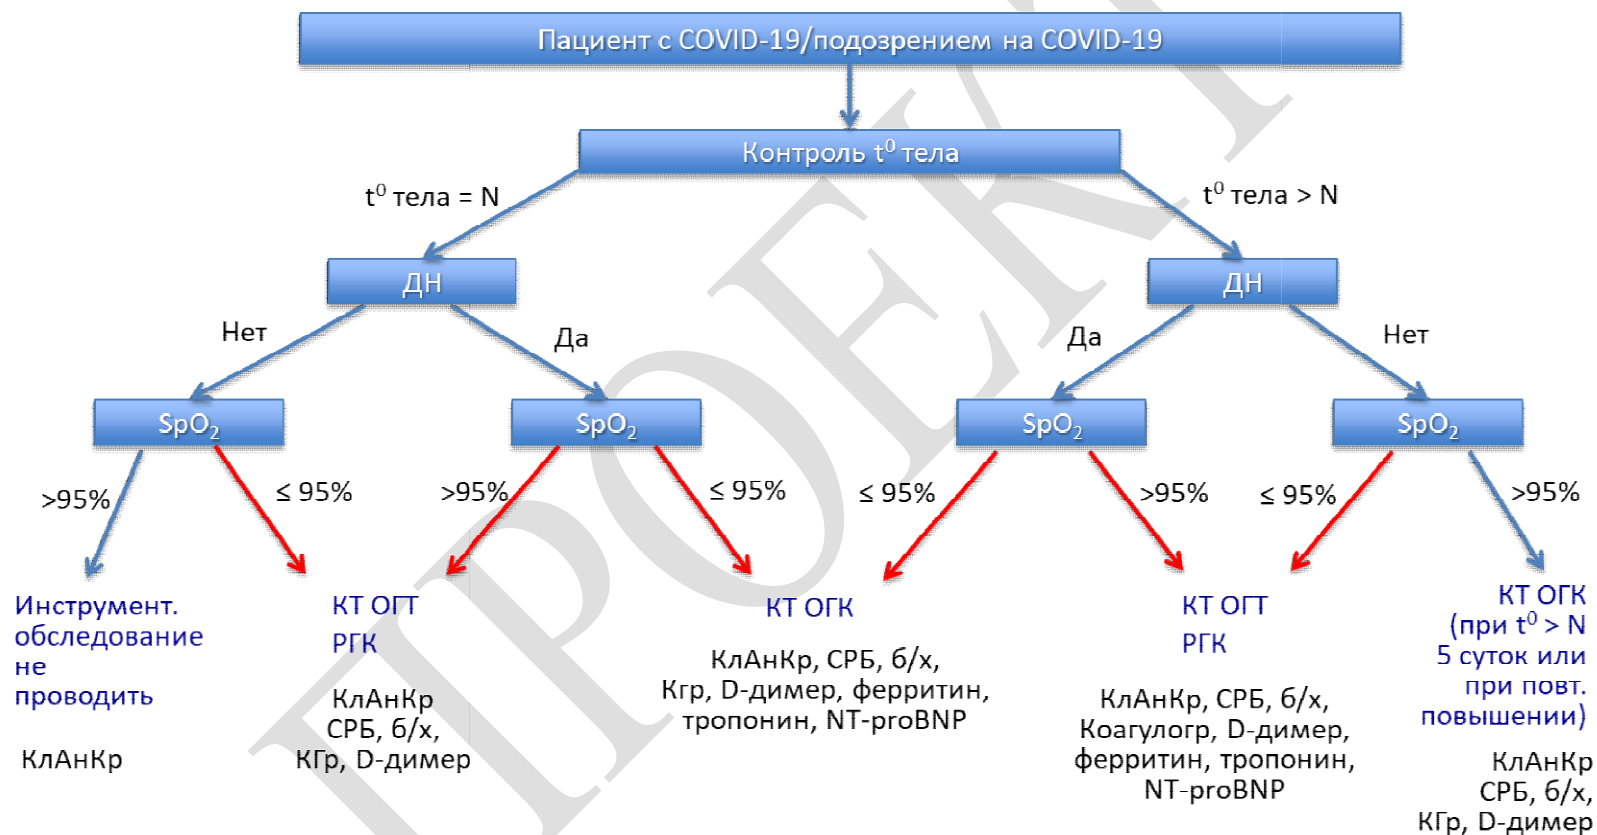 Пациент с COVID-19/подозрением на COVID-19
Контроль t⁰ тела
t⁰ тела = N
t⁰ тела > N
ДН
ДН
Нет
Да
Да
Нет
SpO₂
SpO₂
SpO₂
SpO₂
>95%
≤ 95%
>95%
≤ 95%
≤ 95%
>95%
≤ 95%
>95%
Инструмент.
обследование
не
проводить
КлАнКр
КТ ОГТ
РГК
КлАнКр
СРБ, б/х,
КГр, D-димер
КТ ОГК
КлАнКр, СРБ, б/х,
Кгр, D-димер, ферритин,
тропонин, NT-proBNP
КТ ОГТ
РГК
КлАнКр, СРБ, б/х,
Коагулогр, D-димер,
ферритин, тропонин,
NT-proBNP
КТ ОГК
(при t⁰ > N
5 суток или
при повт.
повышении)
КлАнКр
СРБ, б/х,
КГр, D-димер
ПРОЕКТ